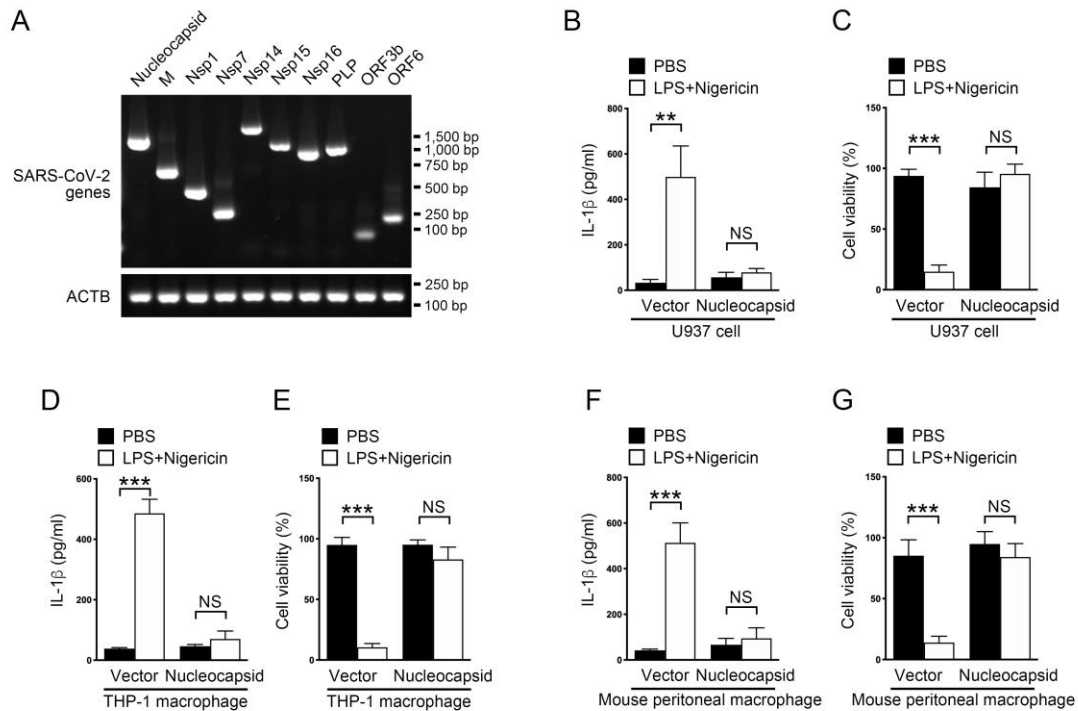 A
Nucleocapsid
M
Nsp1
Nsp7
Nsp14
Nsp15
Nsp16
PLP
ORF3b
ORF6
SARS-CoV-2
genes
1,500 bp
1,000 bp
750 bp
500 bp
250 bp
100 bp
ACTB
250 bp
100 bp
B
PBS
LPS+Nigericin
IL-1β (pg/ml)
800
600
400
200
0
**
NS
Vector Nucleocapsid
U937 cell
C
PBS
LPS+Nigericin
Cell viability (%)
150
100
50
0
***
NS
Vector Nucleocapsid
U937 cell
D
PBS
LPS+Nigericin
IL-1β (pg/ml)
600
400
200
0
***
NS
Vector Nucleocapsid
THP-1 macrophage
E
PBS
LPS+Nigericin
Cell viability (%)
150
100
50
0
***
NS
Vector Nucleocapsid
THP-1 macrophage
F
PBS
LPS+Nigericin
IL-1β (pg/ml)
800
600
400
200
0
***
NS
Vector Nucleocapsid
Mouse peritoneal macrophage
G
PBS
LPS+Nigericin
Cell viability (%)
150
100
50
0
***
NS
Vector Nucleocapsid
Mouse peritoneal macrophage